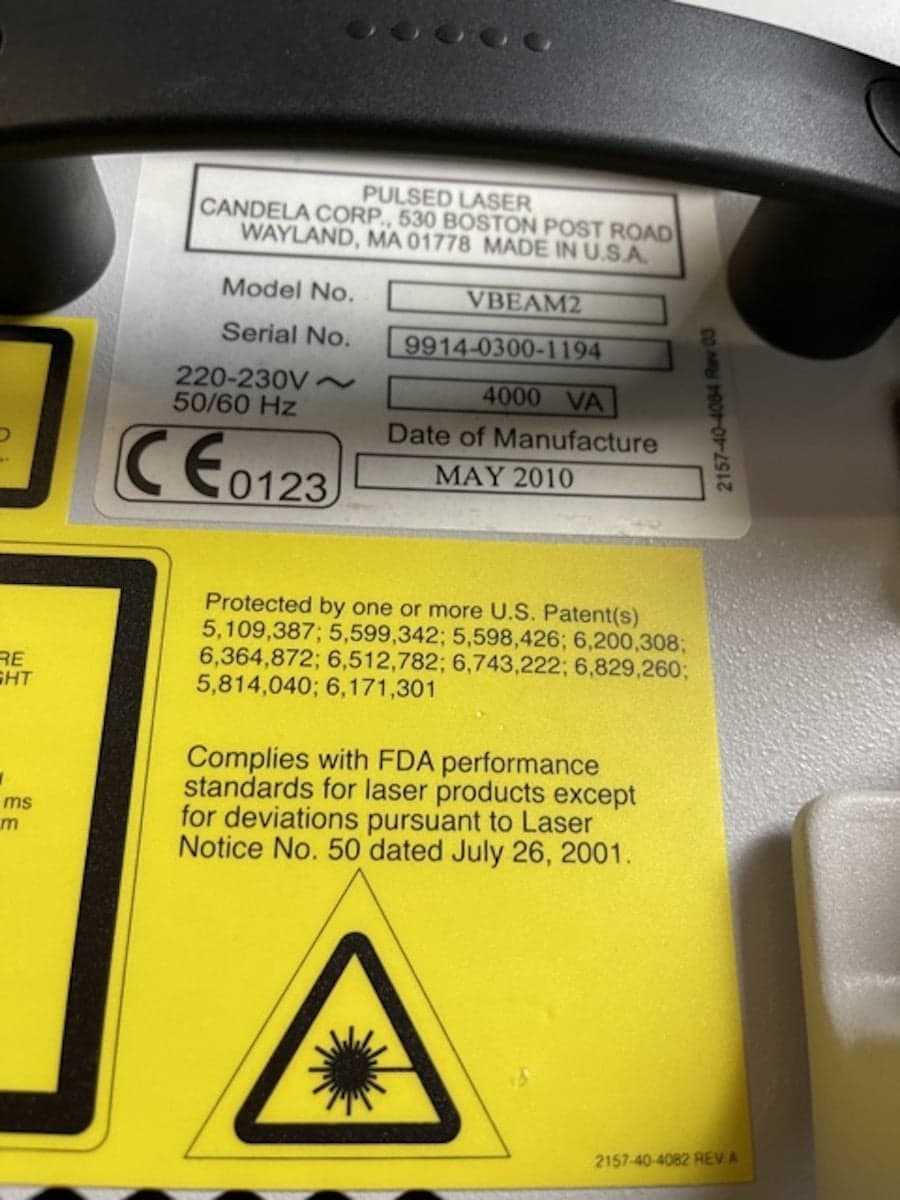 PULSED LASER
CANDELA CORP., 530 BOSTON POST ROAD
WAYLAND, MA 01778 MADE IN U.S.A.
Model No. VBEAM2
Serial No. 9914-0300-1194
220-230V ~
50/60 Hz
4000 VA
Date of Manufacture
MAY 2010
CE 0123
2157-40-4084 Rev 03
Protected by one or more U.S. Patent(s)
5,109,387; 5,599,342; 5,598,426; 6,200,308;
6,364,872; 6,512,782; 6,743,222; 6,829,260;
5,814,040; 6,171,301
Complies with FDA performance
standards for laser products except
for deviations pursuant to Laser
Notice No. 50 dated July 26, 2001.
2157-40-4082 REV A
RE
GHT
ms
m